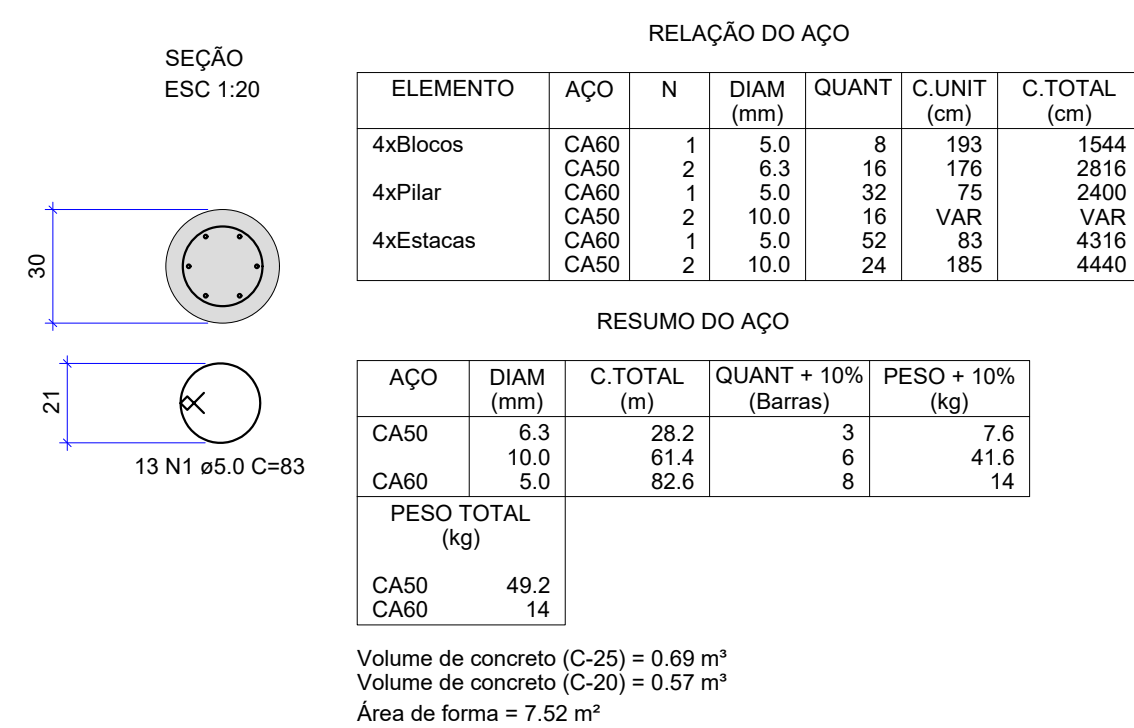 SEÇÃO
ESC 1:20
30
21
13 N1 ø5.0 C=83
RELAÇÃO DO AÇO
ELEMENTO AÇO N DIAM (mm) QUANT C.UNIT (cm) C.TOTAL (cm)
4xBlocos CA60 1 5.0 8 193 1544
CA50 2 6.3 16 176 2816
4xPilar CA60 1 5.0 32 75 2400
CA50 2 10.0 16 VAR VAR
4xEstacas CA60 1 5.0 52 83 4316
CA50 2 10.0 24 185 4440
RESUMO DO AÇO
AÇO DIAM (mm) C.TOTAL (m) QUANT + 10% (Barras) PESO + 10% (kg)
CA50 6.3 28.2 3 7.6
10.0 61.4 6 41.6
CA60 5.0 82.6 8 14
PESO TOTAL
(kg)
CA50 49.2
CA60 14
Volume de concreto (C-25) = 0.69 m³
Volume de concreto (C-20) = 0.57 m³
Área de forma = 7.52 m²